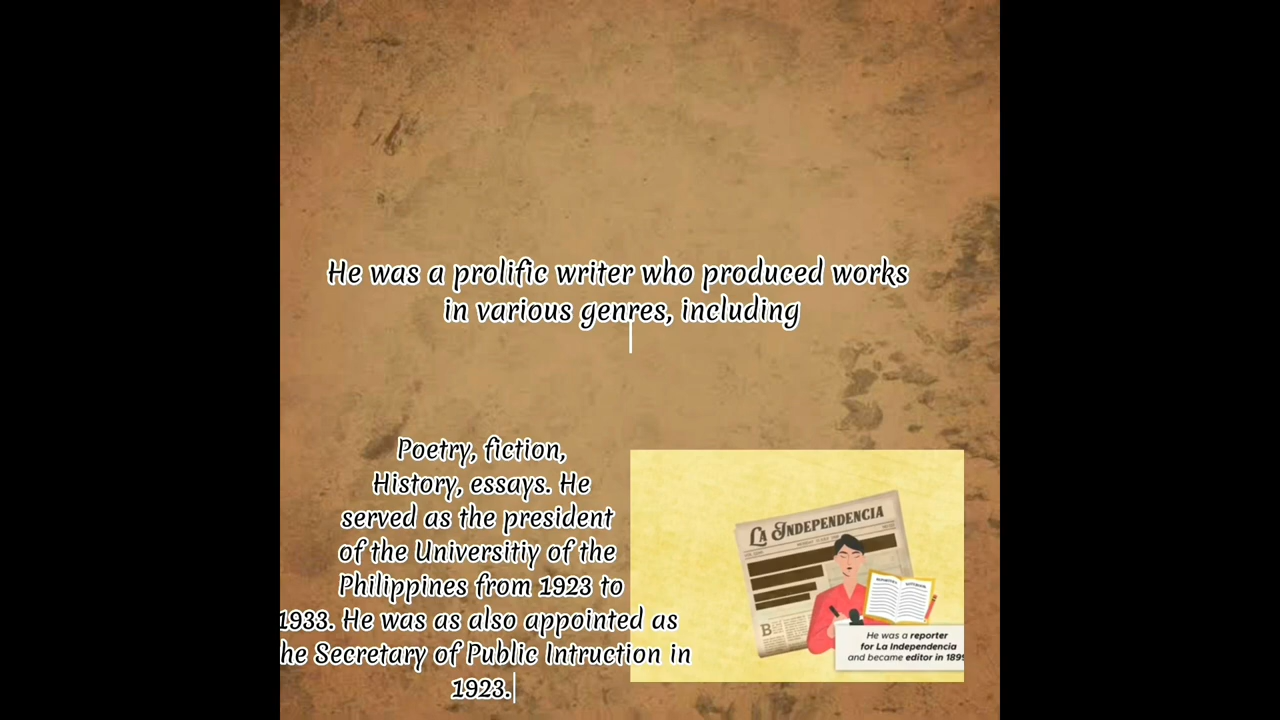 He was a prolific writer who produced works
in various genres, including
Poetry, fiction,
History, essays. He
served as the president
of the Universitiy of the
Philippines from 1923 to
1933. He was as also appointed as
he Secretary of Public Intruction in
1923.
LA INDEPENDENCIA
He was a reporter
for La Independencia
and became editor in 1899